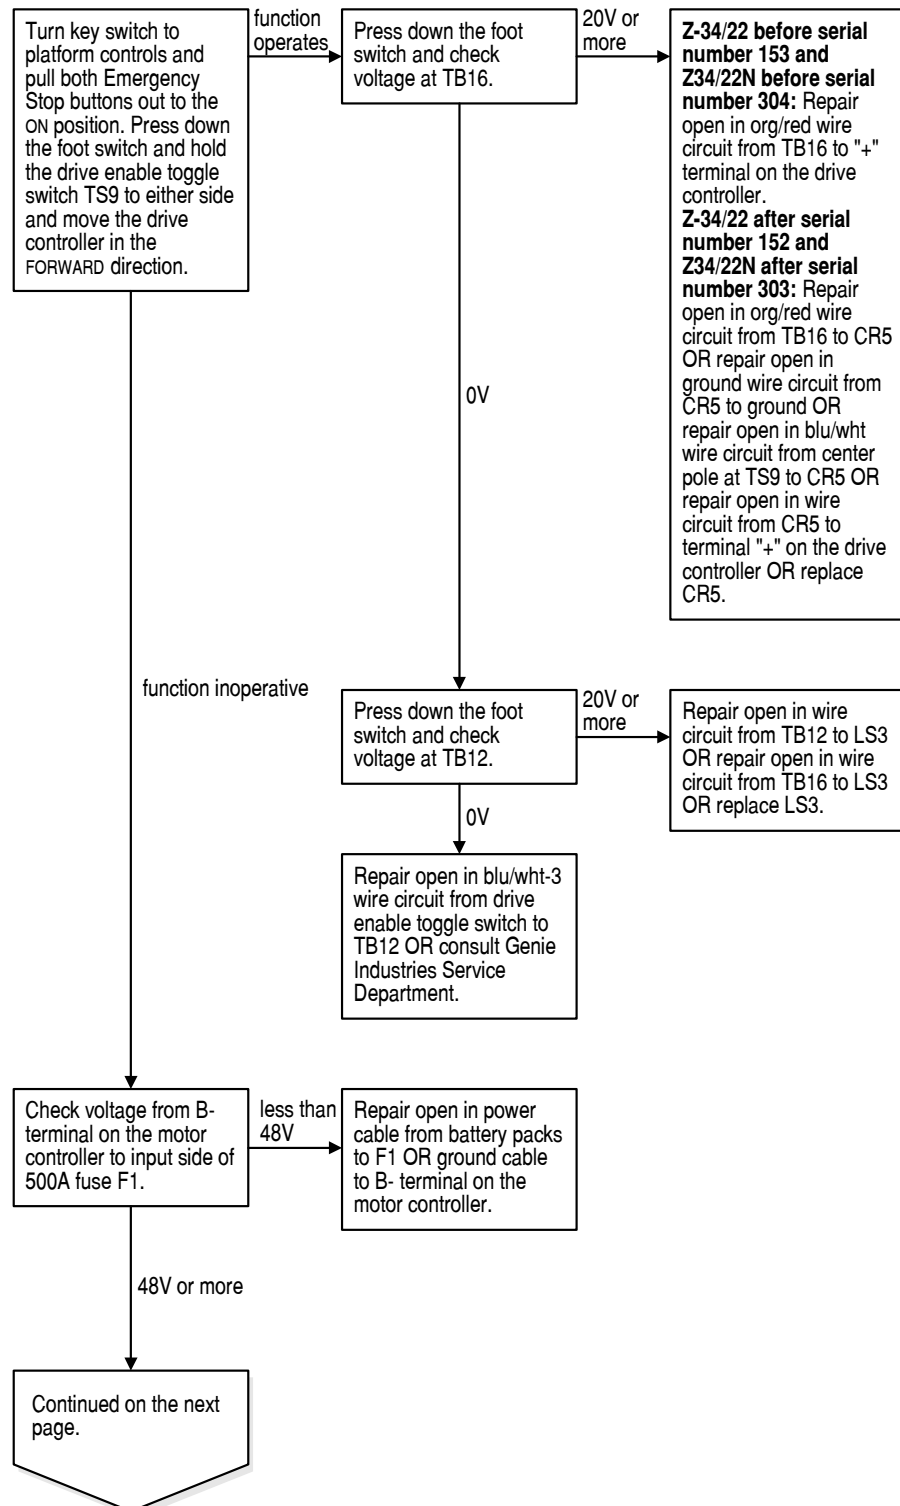 Turn key switch to
platform controls and
pull both Emergency
Stop buttons out to the
ON position. Press down
the foot switch and hold
the drive enable toggle
switch TS9 to either side
and move the drive
controller in the
FORWARD direction.
function
operates
Press down the foot
switch and check
voltage at TB16.
20V or
more
Z-34/22 before serial
number 153 and
Z34/22N before serial
number 304: Repair
open in org/red wire
circuit from TB16 to "+"
terminal on the drive
controller.
Z-34/22 after serial
number 152 and
Z34/22N after serial
number 303: Repair
open in org/red wire
circuit from TB16 to CR5
OR repair open in
ground wire circuit from
CR5 to ground OR
repair open in blu/wht
wire circuit from center
pole at TS9 to CR5 OR
repair open in wire
circuit from CR5 to
terminal "+" on the drive
controller OR replace
CR5.
0V
function inoperative
Press down the foot
switch and check
voltage at TB12.
20V or
more
Repair open in wire
circuit from TB12 to LS3
OR repair open in wire
circuit from TB16 to LS3
OR replace LS3.
0V
Repair open in blu/wht-3
wire circuit from drive
enable toggle switch to
TB12 OR consult Genie
Industries Service
Department.
Check voltage from B-
terminal on the motor
controller to input side of
500A fuse F1.
less than
48V
Repair open in power
cable from battery packs
to F1 OR ground cable
to B- terminal on the
motor controller.
48V or more
Continued on the next
page.